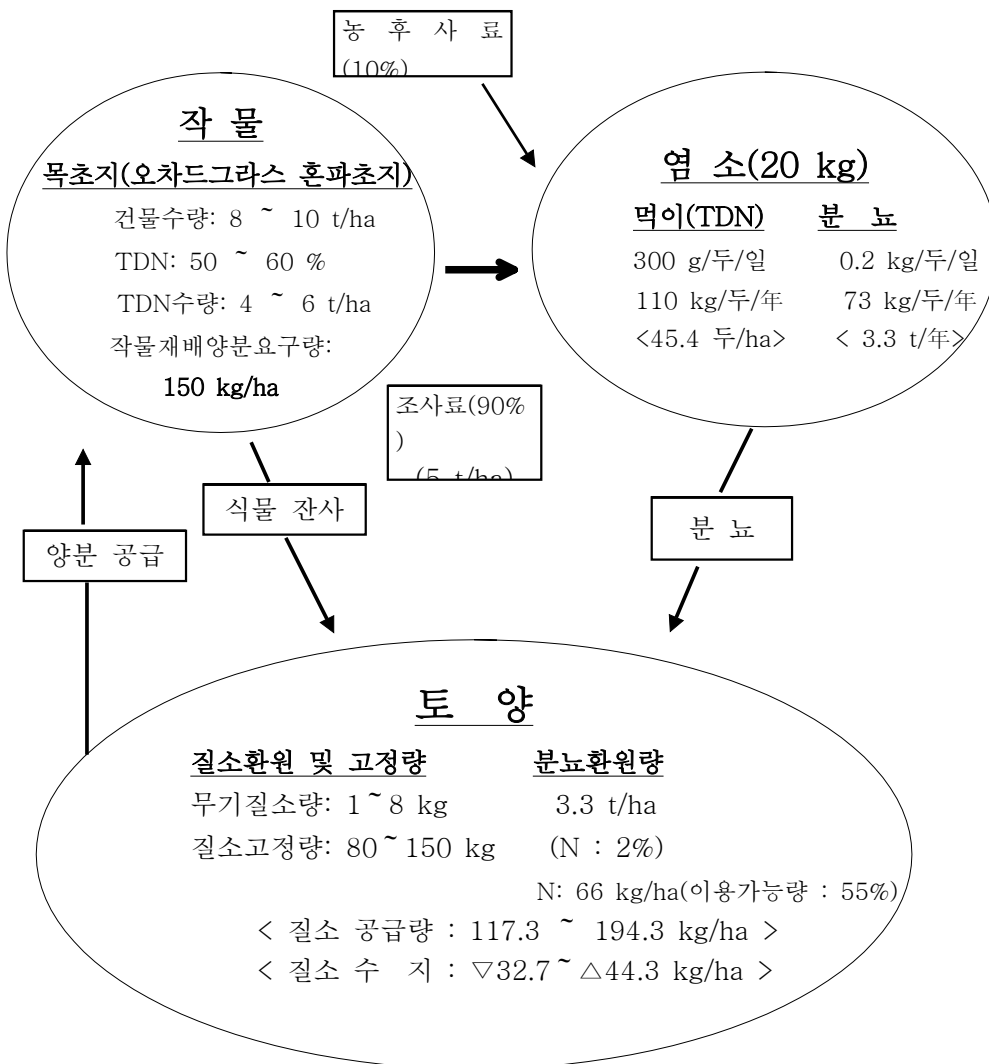 농 후 사 료
(10%)
작 물
목초지(오차드그라스 혼파초지)
건물수량: 8 ~ 10 t/ha
TDN: 50 ~ 60 %
TDN수량: 4 ~ 6 t/ha
작물재배양분요구량:
150 kg/ha
염 소(20 kg)
먹이(TDN) 분 뇨
300 g/두/일 0.2 kg/두/일
110 kg/두/年 73 kg/두/年
<45.4 두/ha> < 3.3 t/年>
조사료(90%
)
(5 t/ha)
식물 잔사
분 뇨
양분 공급
토 양
질소환원 및 고정량 분뇨환원량
무기질소량: 1~8 kg 3.3 t/ha
질소고정량: 80~150 kg (N : 2%)
N: 66 kg/ha(이용가능량 : 55%)
< 질소 공급량 : 117.3 ~ 194.3 kg/ha >
< 질소 수 지 : ▽32.7~△44.3 kg/ha >